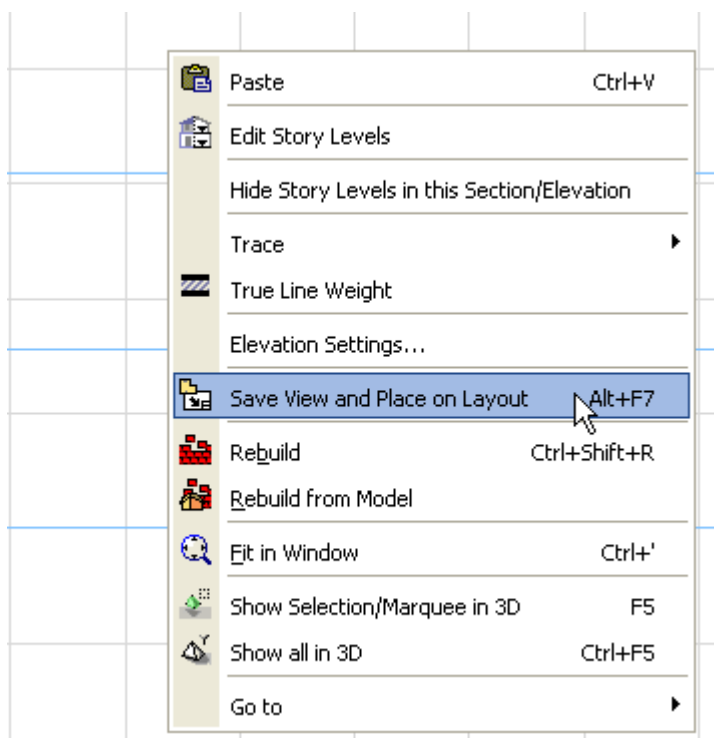 Paste Ctrl+V
Edit Story Levels
Hide Story Levels in this Section/Elevation
Trace
True Line Weight
Elevation Settings...
Save View and Place on Layout Alt+F7
Rebuild Ctrl+Shift+R
Rebuild from Model
Fit in Window Ctrl+'
Show Selection/Marquee in 3D F5
Show all in 3D Ctrl+F5
Go to